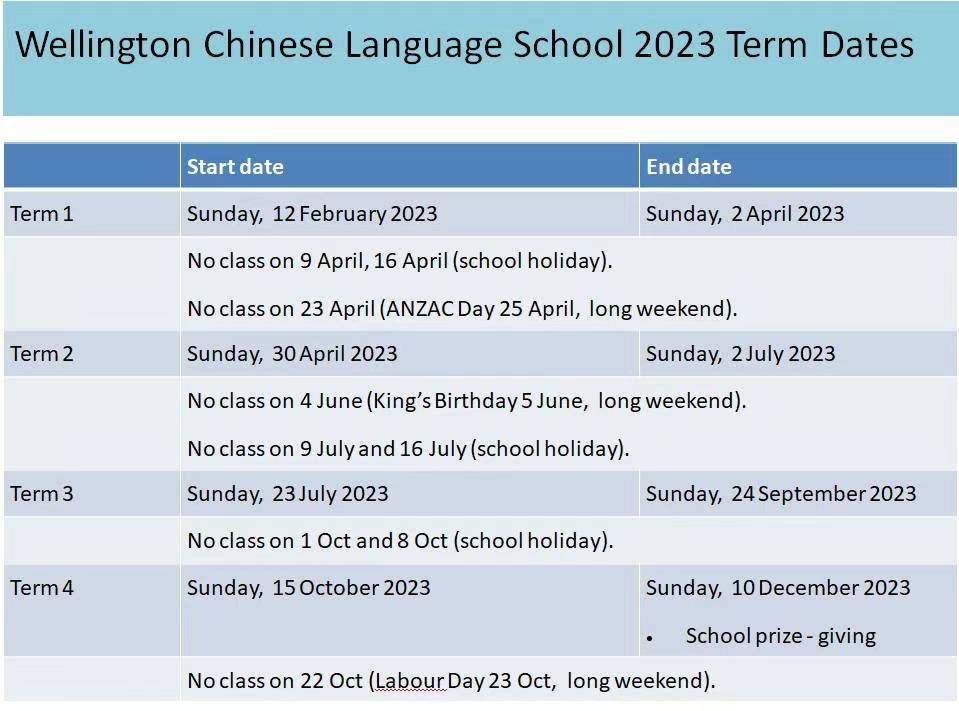 Wellington Chinese Language School 2023 Term Dates
Start date End date
Term 1 Sunday, 12 February 2023 Sunday, 2 April 2023
No class on 9 April, 16 April (school holiday).
No class on 23 April (ANZAC Day 25 April, long weekend).
Term 2 Sunday, 30 April 2023 Sunday, 2 July 2023
No class on 4 June (King's Birthday 5 June, long weekend).
No class on 9 July and 16 July (school holiday).
Term 3 Sunday, 23 July 2023 Sunday, 24 September 2023
No class on 1 Oct and 8 Oct (school holiday).
Term 4 Sunday, 15 October 2023 Sunday, 10 December 2023
• School prize - giving
No class on 22 Oct (Labour Day 23 Oct, long weekend).